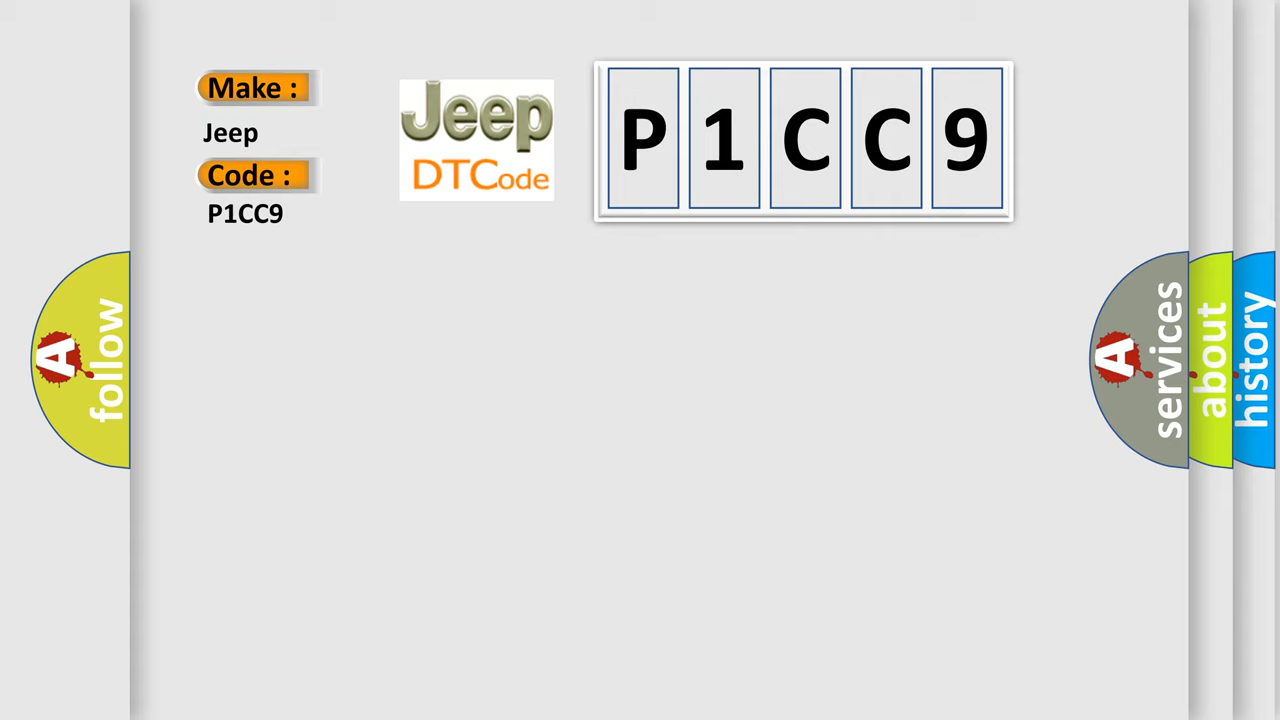 Make :
Jeep
Code :
P1CC9
Jeep
DTCode
P 1 C C 9
A follow
A services
about
history